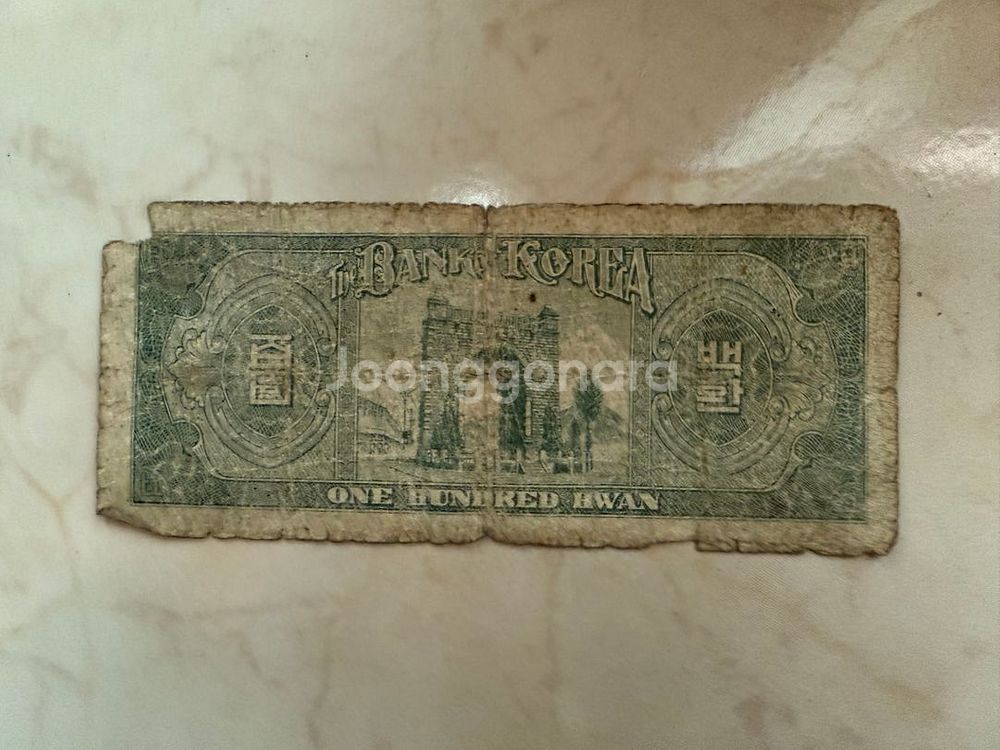 THE BANK OF KOREA
百圜
백환
Joonggonara
ONE HUNDRED HWAN